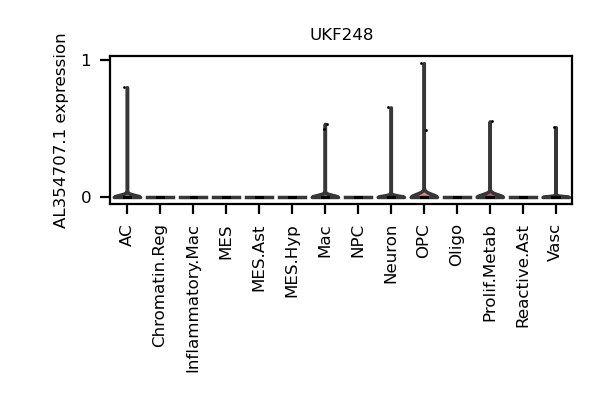 UKF248
AL354707.1 expression
1
0
AC
Chromatin.Reg
Inflammatory.Mac
MES
MES.Ast
MES.Hyp
Mac
NPC
Neuron
OPC
Oligo
Prolif.Metab
Reactive.Ast
Vasc